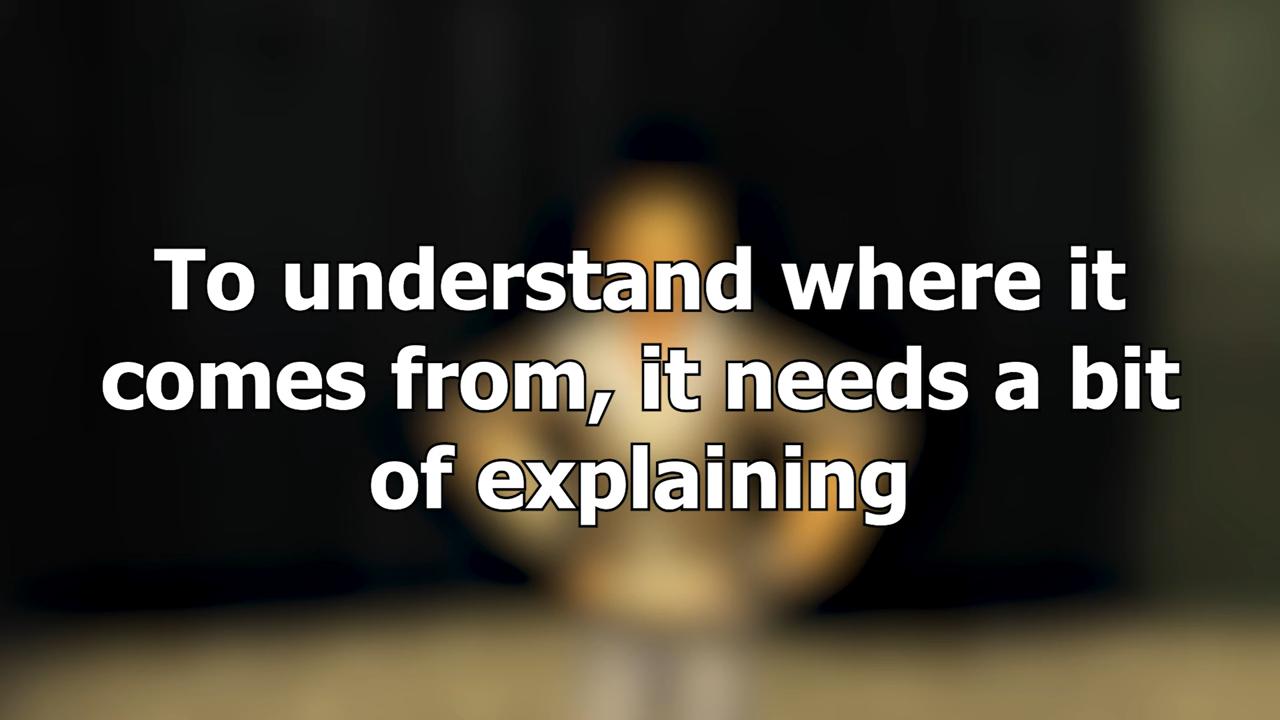 To understand where it
comes from, it needs a bit
of explaining